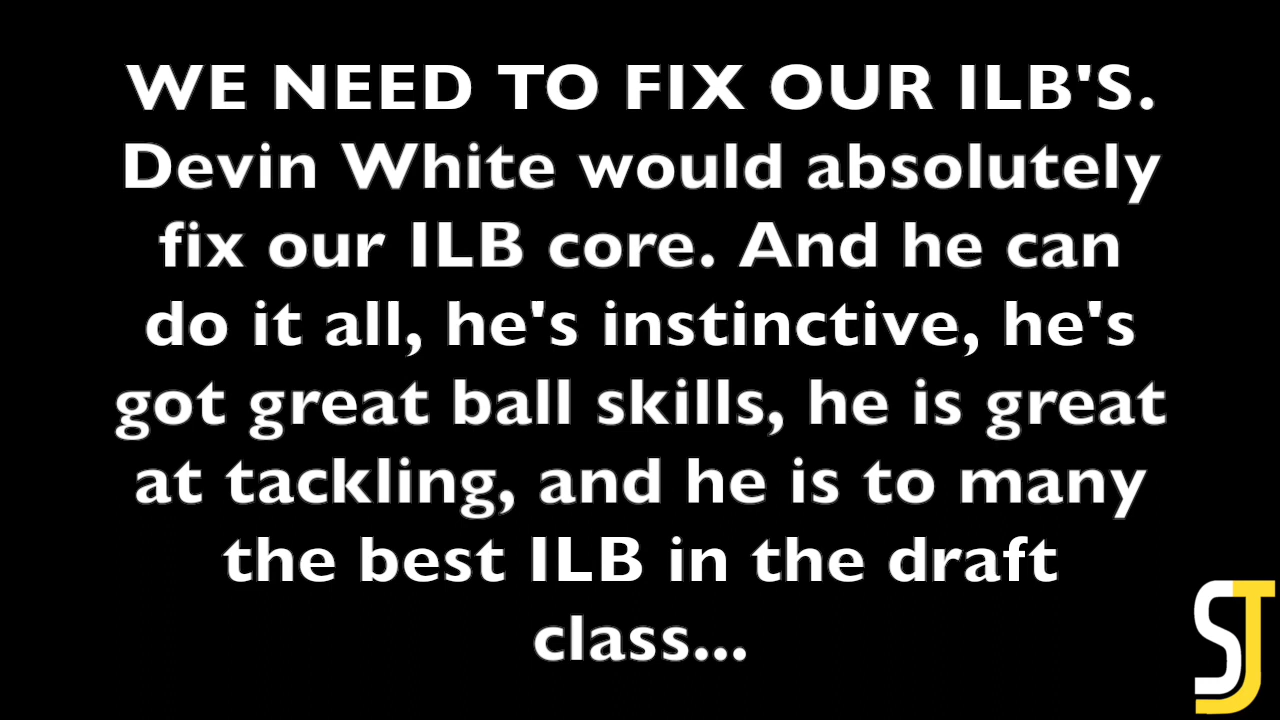 WE NEED TO FIX OUR ILB'S.
Devin White would absolutely
fix our ILB core. And he can
do it all, he's instinctive, he's
got great ball skills, he is great
at tackling, and he is to many
the best ILB in the draft
class...
SJ